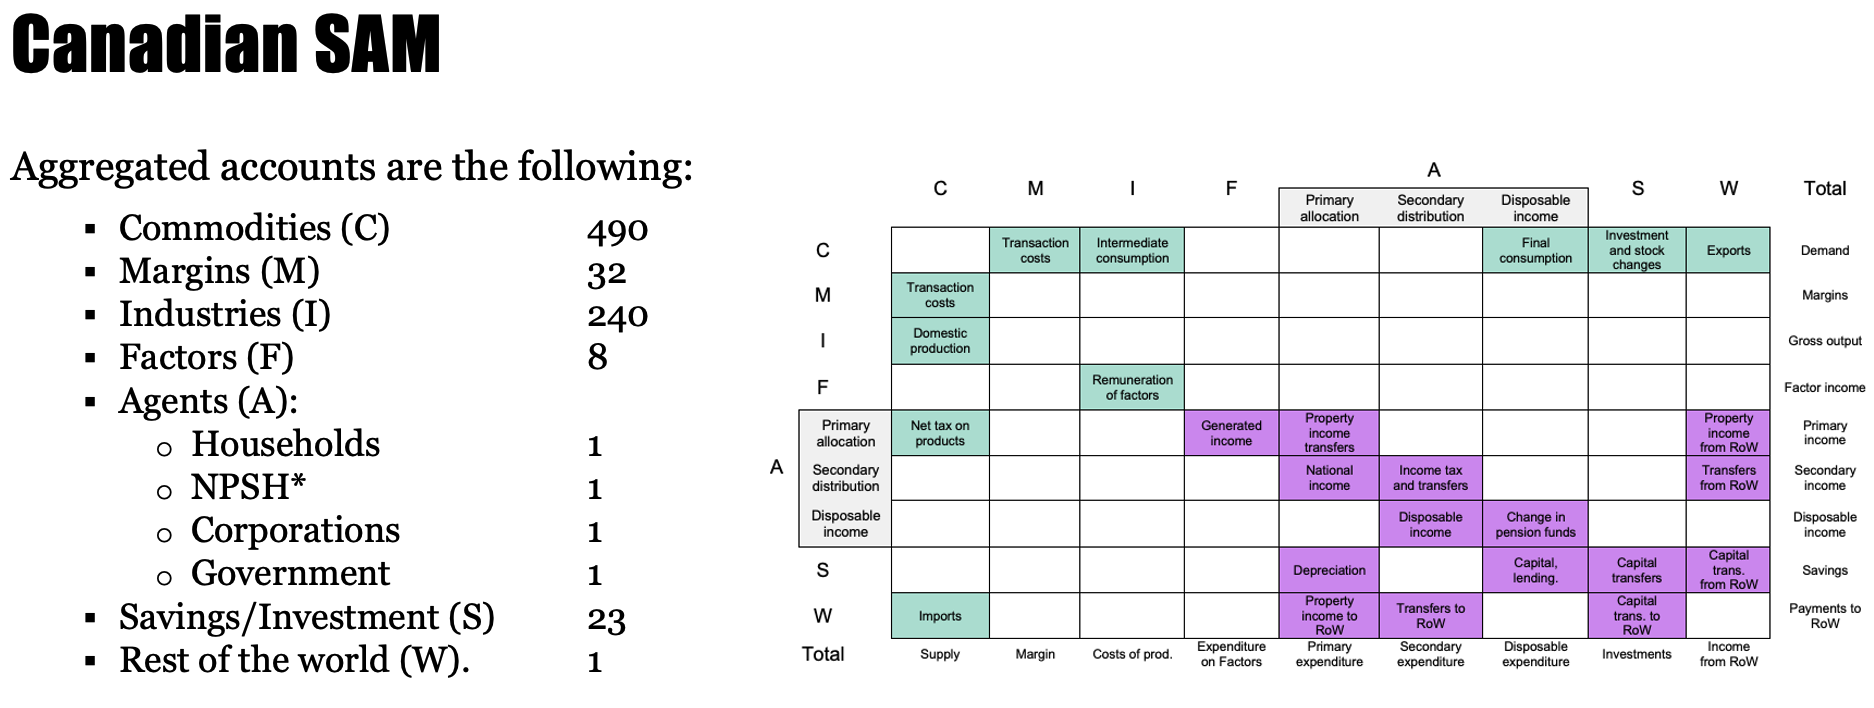 Canadian SAM
Aggregated accounts are the following:
▪ Commodities (C) 490
▪ Margins (M) 32
▪ Industries (I) 240
▪ Factors (F) 8
▪ Agents (A):
o Households 1
o NPSH* 1
o Corporations 1
o Government 1
▪ Savings/Investment (S) 23
▪ Rest of the world (W). 1
A
C M I F S W Total
Primary allocation Secondary distribution Disposable income
C Transaction costs Intermediate consumption Final consumption Investment and stock changes Exports Demand
M Transaction costs Margins
I Domestic production Gross output
F Remuneration of factors Factor income
A
Primary allocation Net tax on products Generated income Property income transfers Property income from RoW Primary income
Secondary distribution National income Income tax and transfers Transfers from RoW Secondary income
Disposable income Disposable income Change in pension funds Disposable income
S Depreciation Capital, lending. Capital transfers Capital trans. from RoW Savings
W Imports Property income to RoW Transfers to RoW Capital trans. to RoW Payments to RoW
Total Supply Margin Costs of prod. Expenditure on Factors Primary expenditure Secondary expenditure Disposable expenditure Investments Income from RoW